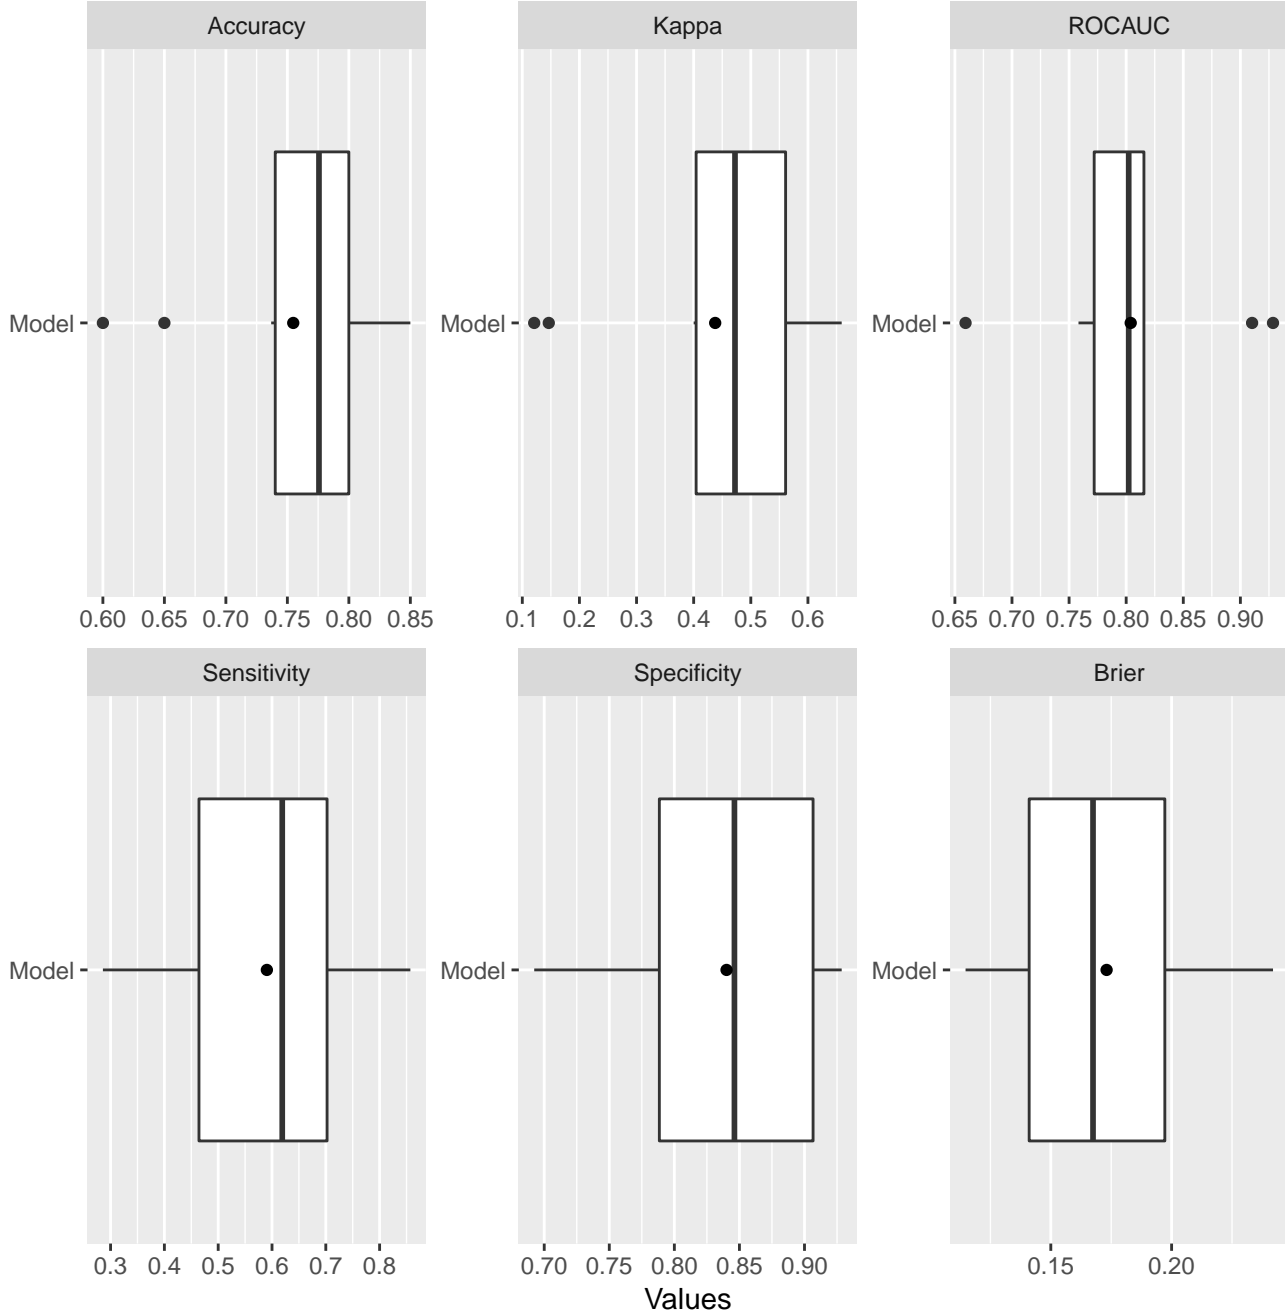 Accuracy Kappa ROCAUC
Model Model Model
0.60 0.65 0.70 0.75 0.80 0.85 0.1 0.2 0.3 0.4 0.5 0.6 0.65 0.70 0.75 0.80 0.85 0.90
Sensitivity Specificity Brier
Model Model Model
0.3 0.4 0.5 0.6 0.7 0.8 0.70 0.75 0.80 0.85 0.90 0.15 0.20
Values